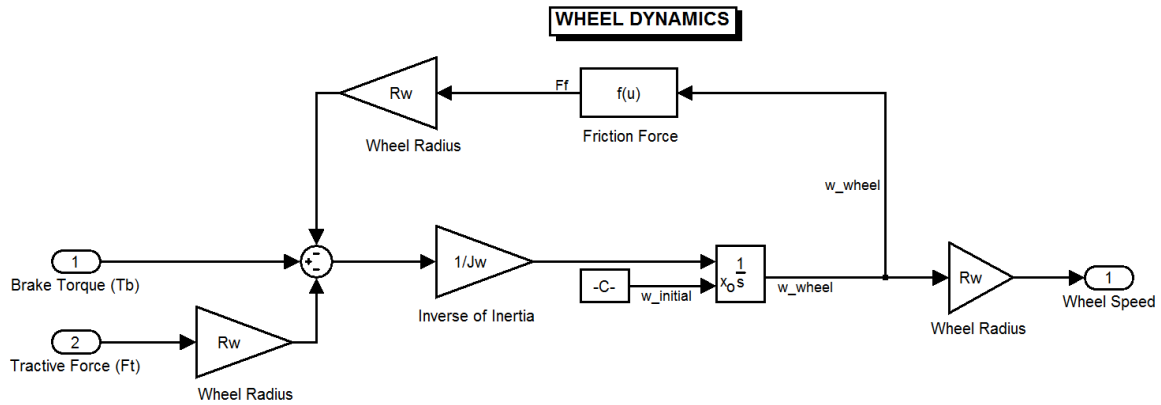 WHEEL DYNAMICS
Rw
Wheel Radius
Ff
f(u)
Friction Force
w_wheel
1
Brake Torque (Tb)
2
Tractive Force (Ft)
Rw
Wheel Radius
-
+ -
-
1/Jw
Inverse of Inertia
-C-
w_initial
1
xo s
w_wheel
Rw
Wheel Radius
1
Wheel Speed